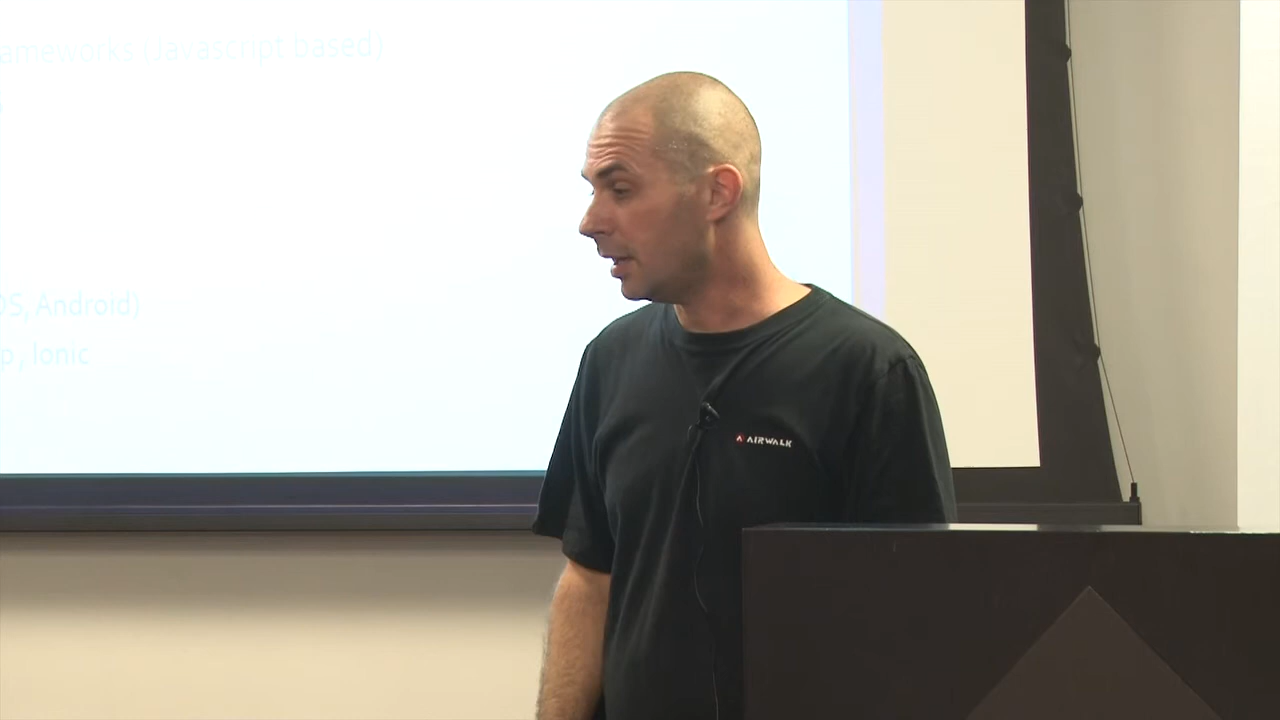 ameworks (Javascript based)
OS, Android)
p , Ionic
AIRWALK